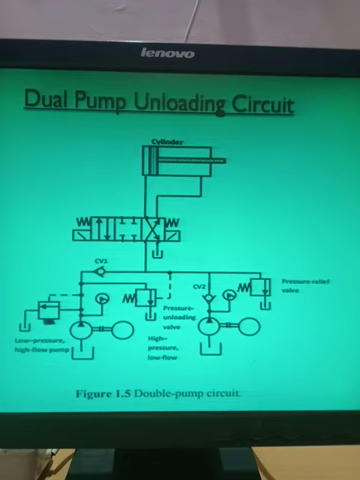 lenovo
Dual Pump Unloading Circuit
Cylinder
CV1
CV2
Pressure-relief
valve
Pressure-
unloading
valve
Low-pressure,
high-flow pump
High-
pressure,
low-flow
Figure 1.5 Double-pump circuit.